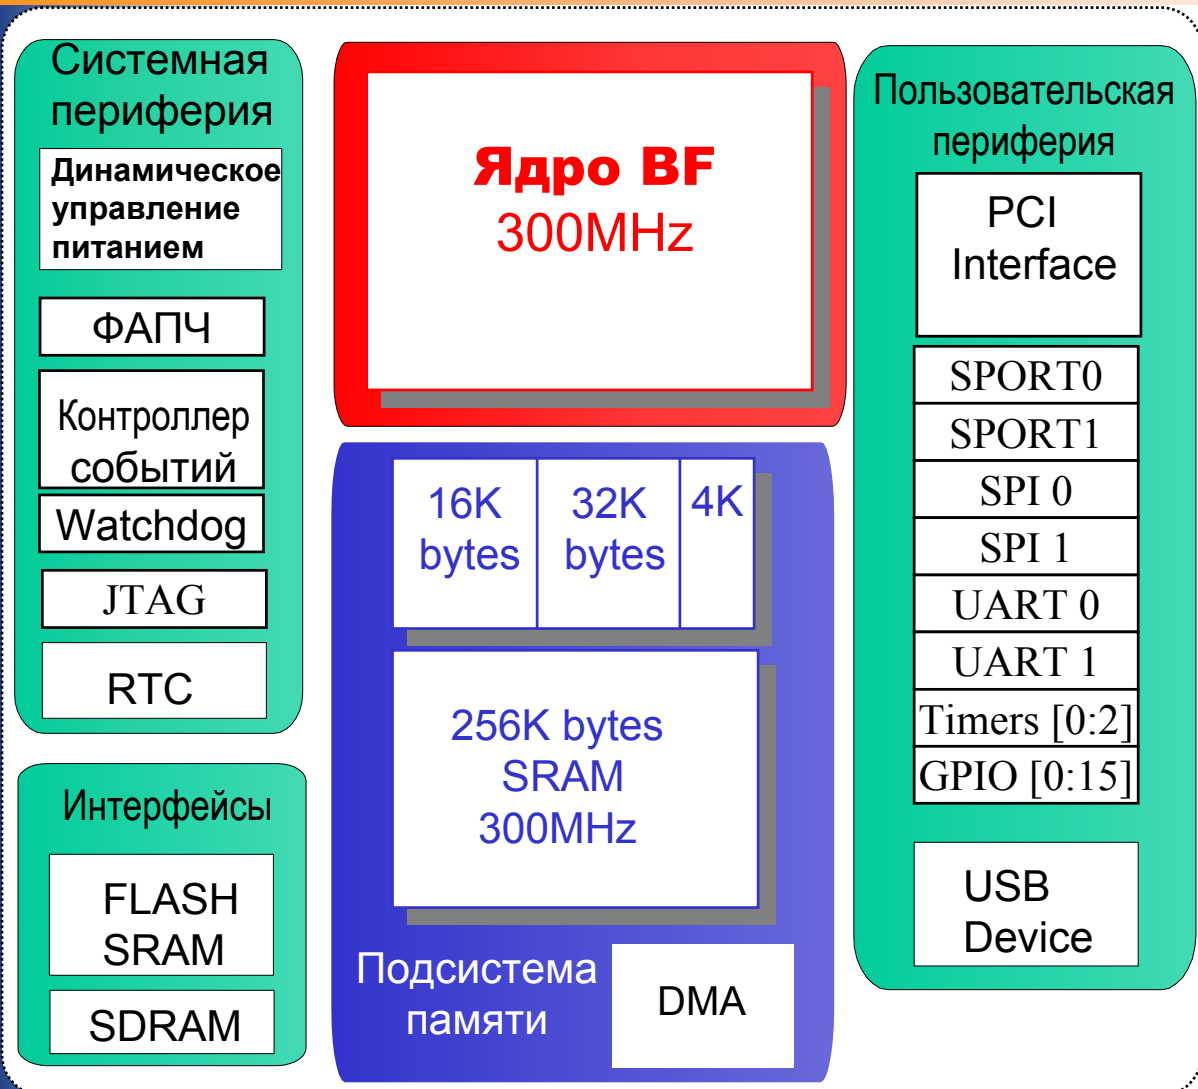 Системная
периферия
Динамическое
управление
питанием
ФАПЧ
Контроллер
событий
Watchdog
JTAG
RTC
Интерфейсы
FLASH
SRAM
SDRAM
Ядро BF
300MHz
16K
bytes
32K
bytes
4K
256K bytes
SRAM
300MHz
Подсистема
памяти
DMA
Пользовательская
периферия
PCI
Interface
SPORT0
SPORT1
SPI 0
SPI 1
UART 0
UART 1
Timers [0:2]
GPIO [0:15]
USB
Device